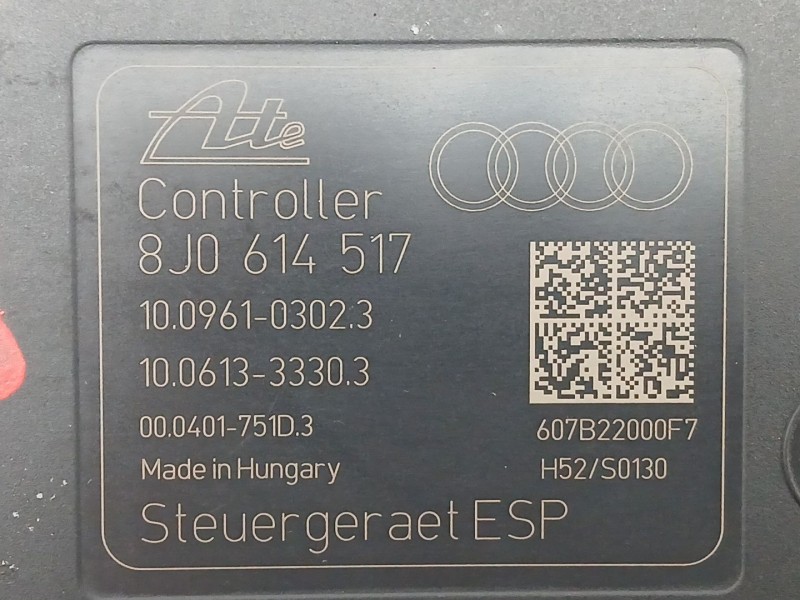 Ate
Controller
8J0 614 517
10.0961-0302.3
10.0613-3330.3
00.0401-751D.3
607B22000F7
Made in Hungary
H52/S0130
Steuergeraet ESP